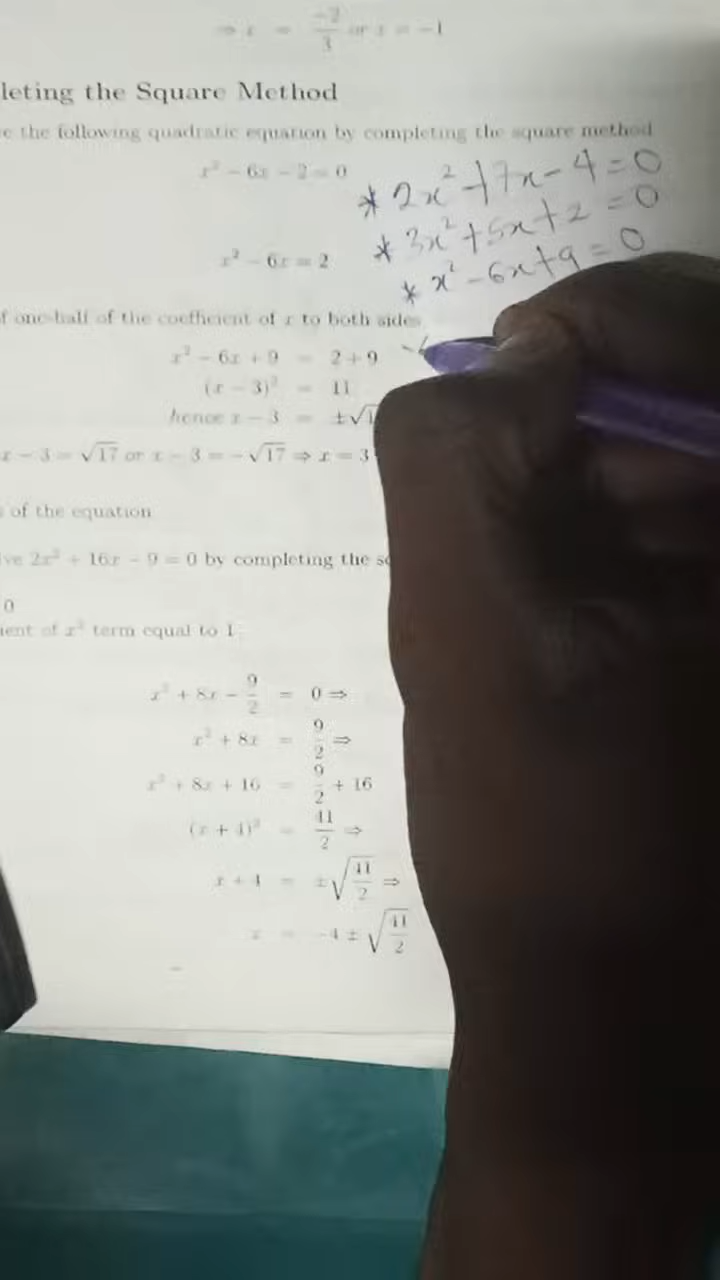 ⇒ x = -2/3 or x = -1
leting the Square Method
e the following quadratic equation by completing the square method
x² - 6x - 2 = 0
* 2x² + 7x - 4 = 0
* 3x² + 5x + 2 = 0
x² - 6x = 2
* x² - 6x + 9 = 0
f one-half of the coefficient of x to both sides
x² - 6x + 9 = 2 + 9
(x - 3)² = 11
hence x - 3 = ±√1
x - 3 = √17 or x - 3 = -√17 ⇒ x = 3
of the equation
ve 2x² + 16x - 9 = 0 by completing the
0
ient of x² term equal to 1
x² + 8x - 9/2 = 0 ⇒
x² + 8x = 9/2 ⇒
x² + 8x + 16 = 9/2 + 16
(x + 4)² = 41/2 ⇒
x + 4 = ±√41/2 ⇒
x = -4 ± √41/2